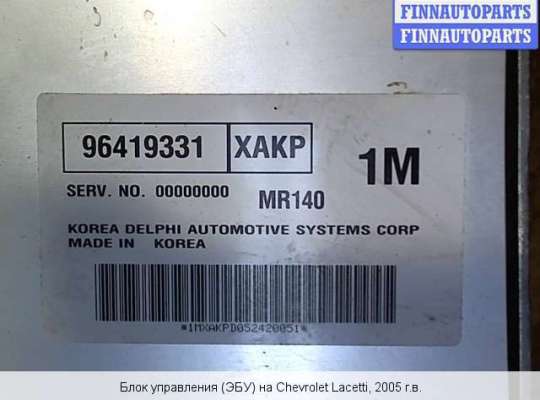 FINNAUTOPARTS
FINNAUTOPARTS
96419331 XAKP 1M
SERV. NO. 00000000 MR140
KOREA DELPHI AUTOMOTIVE SYSTEMS CORP
MADE IN KOREA
*1MXAKPD052420051*
Блок управления (ЭБУ) на Chevrolet Lacetti, 2005 г.в.